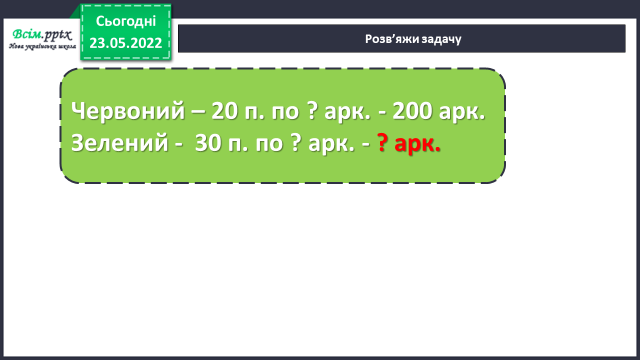 Всім.pptx
Нова українська школа
Сьогодні
23.05.2022
Розв’яжи задачу
Червоний – 20 п. по ? арк. - 200 арк.
Зелений - 30 п. по ? арк. - ? арк.